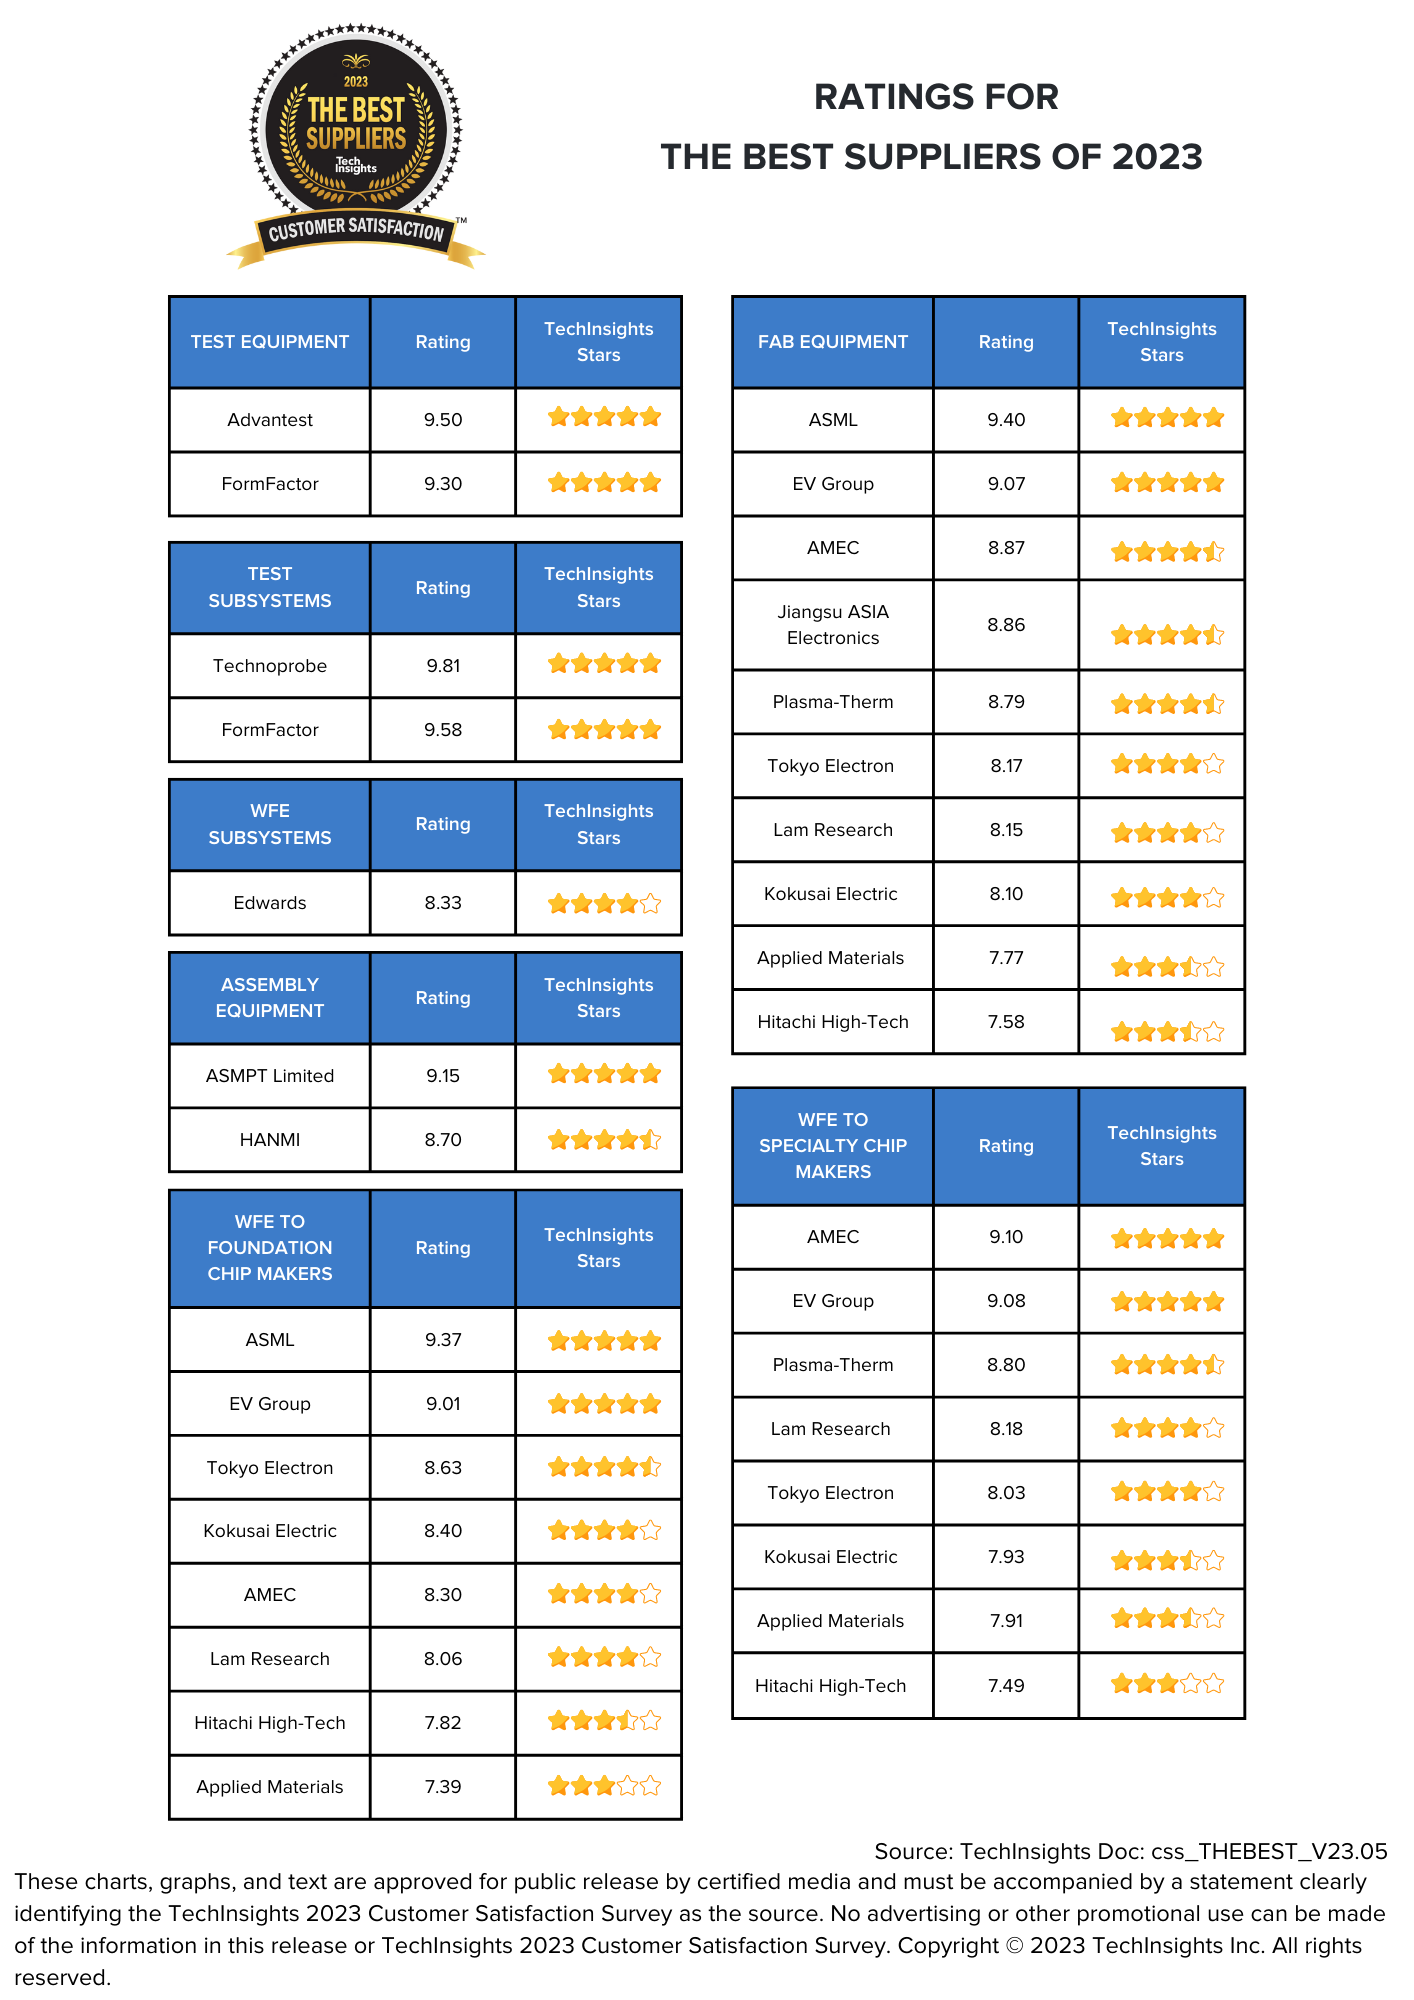 2023
THE BEST
SUPPLIERS
Tech
Insights
CUSTOMER SATISFACTION™
RATINGS FOR
THE BEST SUPPLIERS OF 2023
TEST EQUIPMENT Rating TechInsights Stars
Advantest 9.50
FormFactor 9.30
TEST SUBSYSTEMS Rating TechInsights Stars
Technoprobe 9.81
FormFactor 9.58
WFE SUBSYSTEMS Rating TechInsights Stars
Edwards 8.33
ASSEMBLY EQUIPMENT Rating TechInsights Stars
ASMPT Limited 9.15
HANMI 8.70
WFE TO FOUNDATION CHIP MAKERS Rating TechInsights Stars
ASML 9.37
EV Group 9.01
Tokyo Electron 8.63
Kokusai Electric 8.40
AMEC 8.30
Lam Research 8.06
Hitachi High-Tech 7.82
Applied Materials 7.39
FAB EQUIPMENT Rating TechInsights Stars
ASML 9.40
EV Group 9.07
AMEC 8.87
Jiangsu ASIA Electronics 8.86
Plasma-Therm 8.79
Tokyo Electron 8.17
Lam Research 8.15
Kokusai Electric 8.10
Applied Materials 7.77
Hitachi High-Tech 7.58
WFE TO SPECIALTY CHIP MAKERS Rating TechInsights Stars
AMEC 9.10
EV Group 9.08
Plasma-Therm 8.80
Lam Research 8.18
Tokyo Electron 8.03
Kokusai Electric 7.93
Applied Materials 7.91
Hitachi High-Tech 7.49
Source: TechInsights Doc: css_THEBEST_V23.05
These charts, graphs, and text are approved for public release by certified media and must be accompanied by a statement clearly
identifying the TechInsights 2023 Customer Satisfaction Survey as the source. No advertising or other promotional use can be made
of the information in this release or TechInsights 2023 Customer Satisfaction Survey. Copyright © 2023 TechInsights Inc. All rights
reserved.